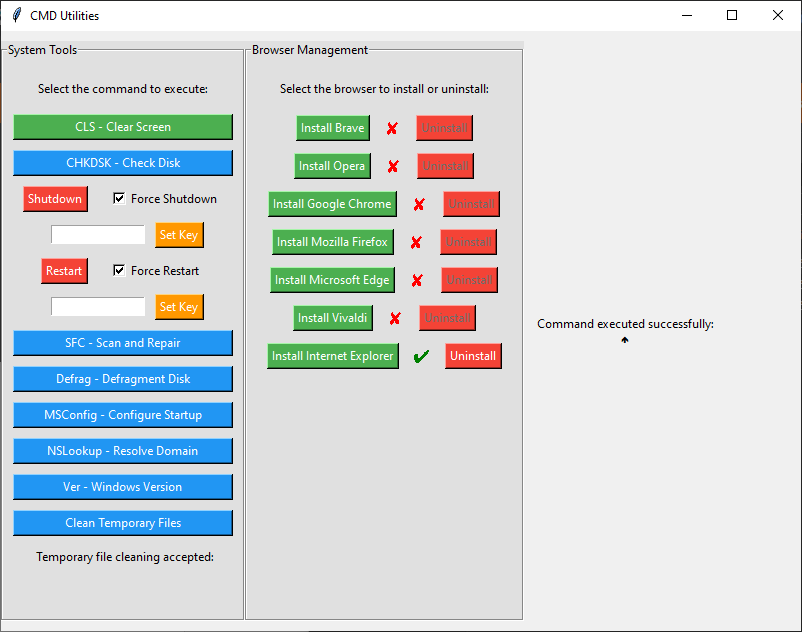 CMD Utilities
System Tools
Select the command to execute:
CLS - Clear Screen
CHKDSK - Check Disk
Shutdown
Force Shutdown
Set Key
Restart
Force Restart
Set Key
SFC - Scan and Repair
Defrag - Defragment Disk
MSConfig - Configure Startup
NSLookup - Resolve Domain
Ver - Windows Version
Clean Temporary Files
Temporary file cleaning accepted:
Browser Management
Select the browser to install or uninstall:
Install Brave ✘ Uninstall
Install Opera ✘ Uninstall
Install Google Chrome ✘ Uninstall
Install Mozilla Firefox ✘ Uninstall
Install Microsoft Edge ✘ Uninstall
Install Vivaldi ✘ Uninstall
Install Internet Explorer ✔ Uninstall
Command executed successfully: